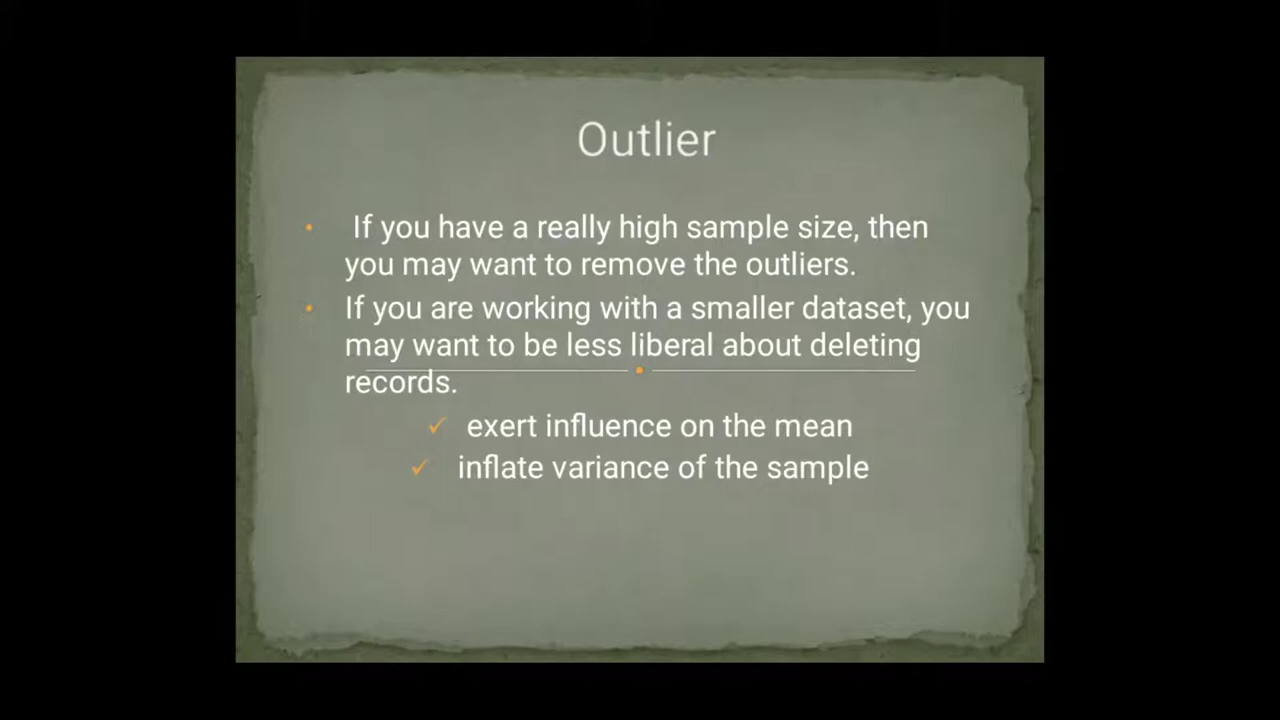 Outlier
• If you have a really high sample size, then
you may want to remove the outliers.
• If you are working with a smaller dataset, you
may want to be less liberal about deleting
records.
✓ exert influence on the mean
✓ inflate variance of the sample